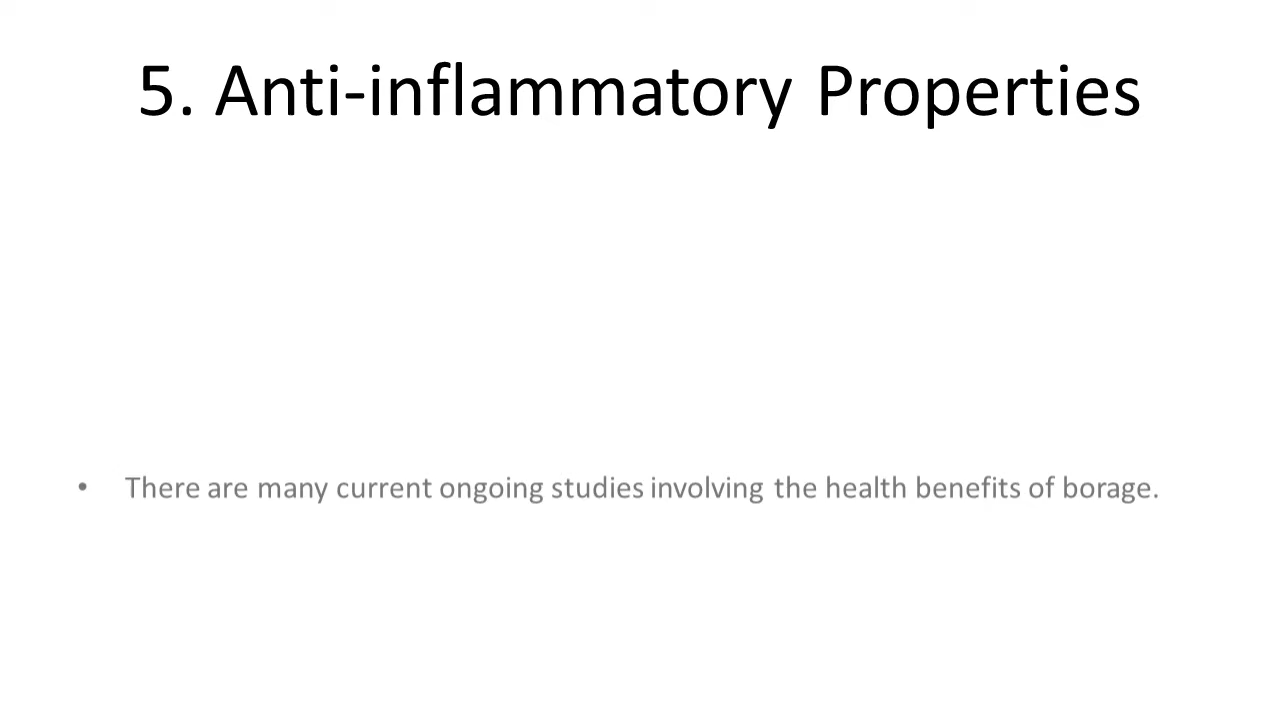 5. Anti-inflammatory Properties
• There are many current ongoing studies involving the health benefits of borage.